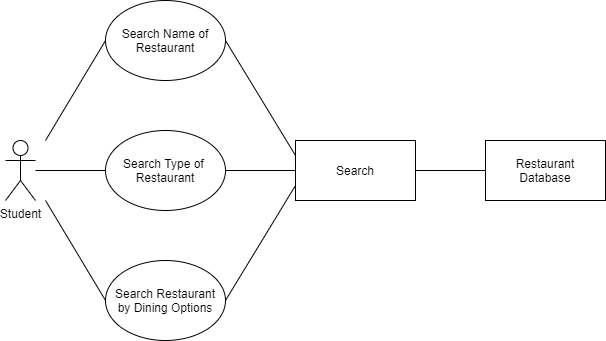 Search Name of
Restaurant
Search Type of
Restaurant
Search
Restaurant
Database
Student
Search Restaurant
by Dining Options